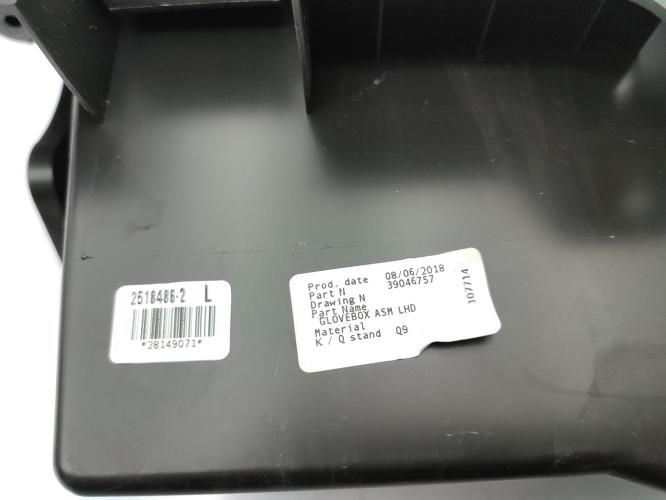 2518486-2 L
*28149071*
Prod. date 08/06/2018
Part N 39046757
Drawing N
Part Name
GLOVEBOX ASM LHD
Material
K / Q stand Q9
107714